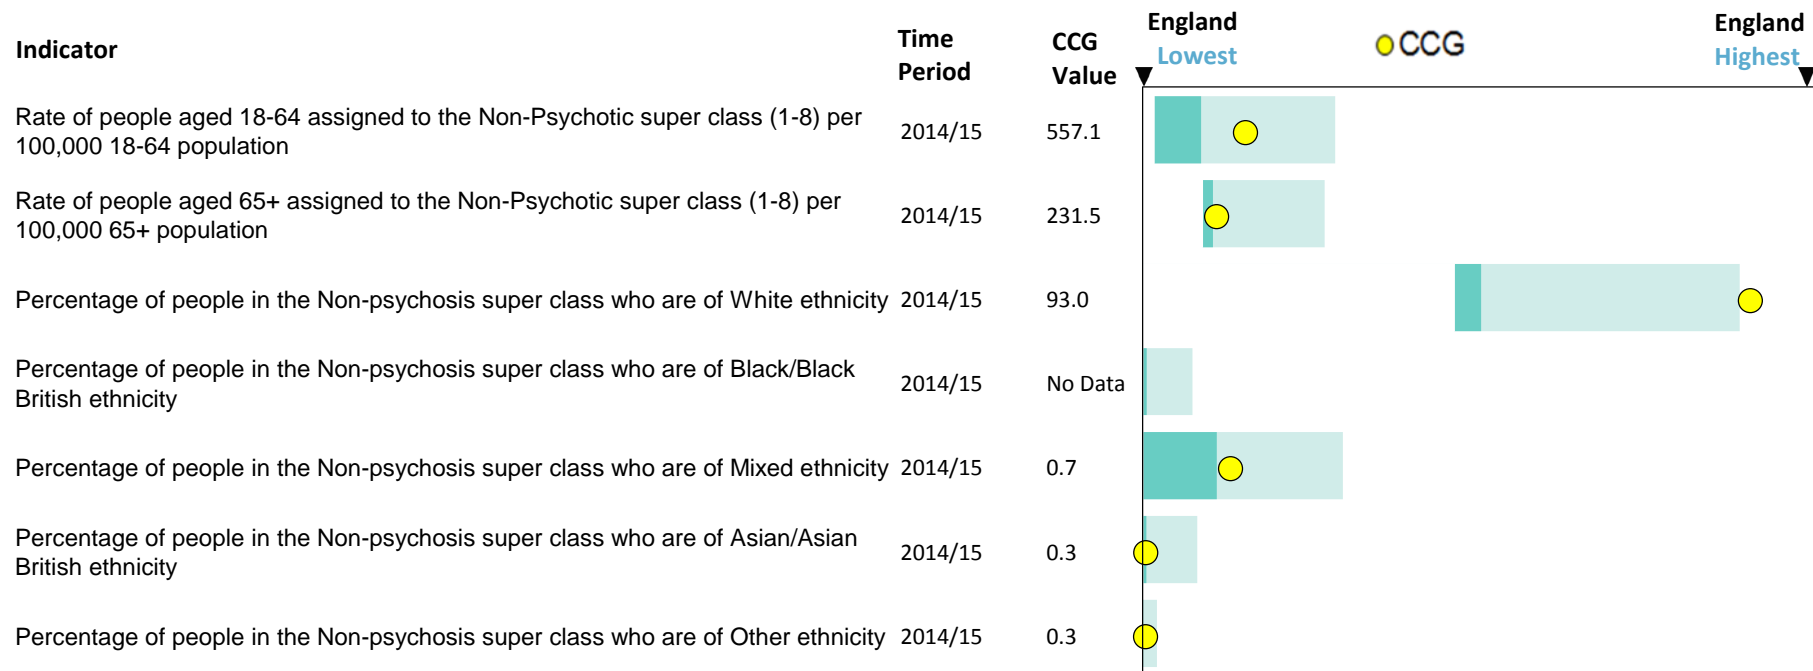 Indicator
Time
Period
CCG
Value
England
Lowest
CCG
England
Highest
Rate of people aged 18-64 assigned to the Non-Psychotic super class (1-8) per
100,000 18-64 population
2014/15
557.1
Rate of people aged 65+ assigned to the Non-Psychotic super class (1-8) per
100,000 65+ population
2014/15
231.5
Percentage of people in the Non-psychosis super class who are of White ethnicity
2014/15
93.0
Percentage of people in the Non-psychosis super class who are of Black/Black
British ethnicity
2014/15
No Data
Percentage of people in the Non-psychosis super class who are of Mixed ethnicity
2014/15
0.7
Percentage of people in the Non-psychosis super class who are of Asian/Asian
British ethnicity
2014/15
0.3
Percentage of people in the Non-psychosis super class who are of Other ethnicity
2014/15
0.3